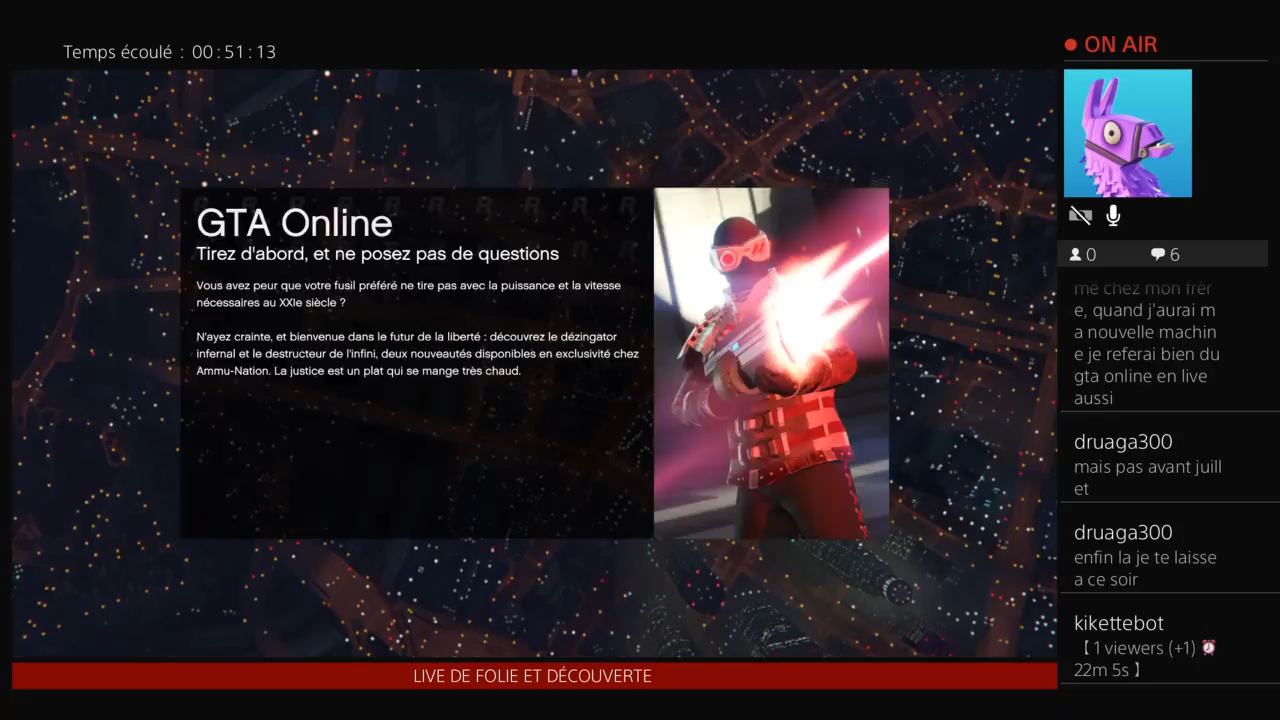 Temps écoulé : 00:51:13
GTA Online
Tirez d'abord, et ne posez pas de questions
Vous avez peur que votre fusil préféré ne tire pas avec la puissance et la vitesse
nécessaires au XXIe siècle ?
N'ayez crainte, et bienvenue dans le futur de la liberté : découvrez le dézingator
infernal et le destructeur de l'infini, deux nouveautés disponibles en exclusivité chez
Ammu-Nation. La justice est un plat qui se mange très chaud.
LIVE DE FOLIE ET DÉCOUVERTE
ON AIR
0 6
me chez mon frer
e, quand j'aurai m
a nouvelle machin
e je referai bien du
gta online en live
aussi
druaga300
mais pas avant juill
et
druaga300
enfin la je te laisse
a ce soir
kikettebot
【1 viewers (+1) ⏰
22m 5s 】